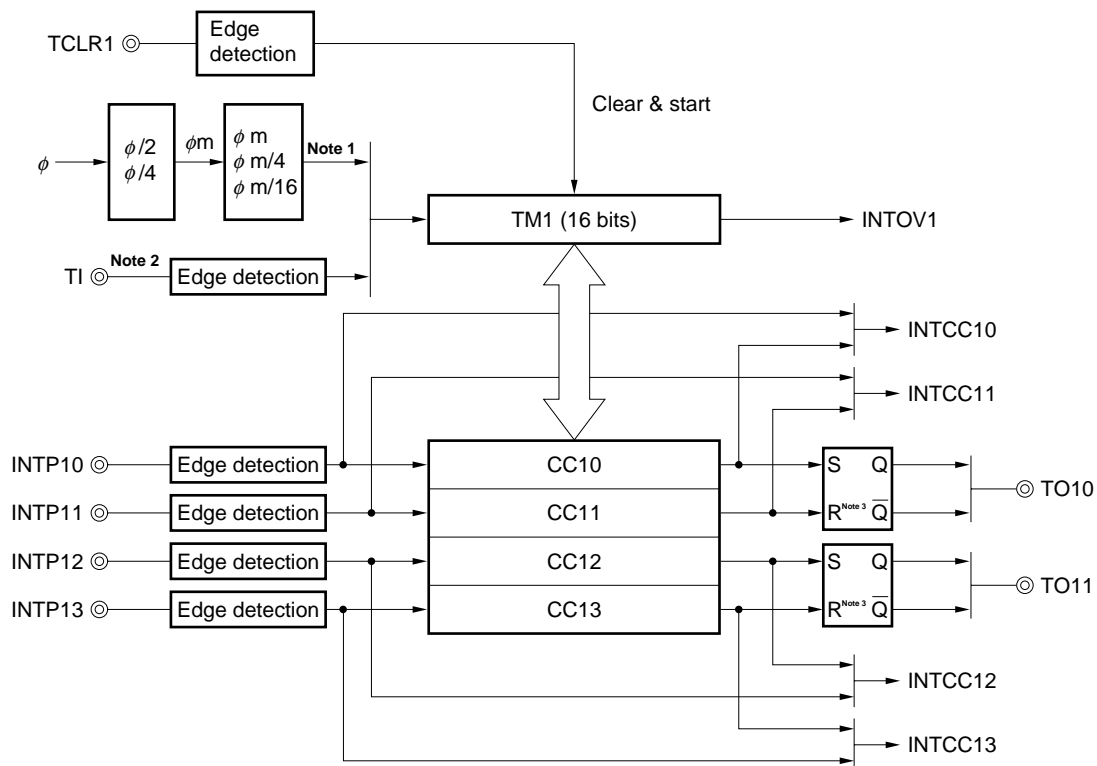 TCLR1
Edge
detection
Clear & start
φ
φ/2
φ/4
φm
φ m
φ m/4
φ m/16
Note 1
TM1 (16 bits)
INTOV1
TI
Note 2
Edge detection
INTCC10
INTCC11
INTP10
Edge detection
CC10
S Q
TO10
INTP11
Edge detection
CC11
R Note 3 Q̅
INTP12
Edge detection
CC12
S Q
TO11
INTP13
Edge detection
CC13
R Note 3 Q̅
INTCC12
INTCC13